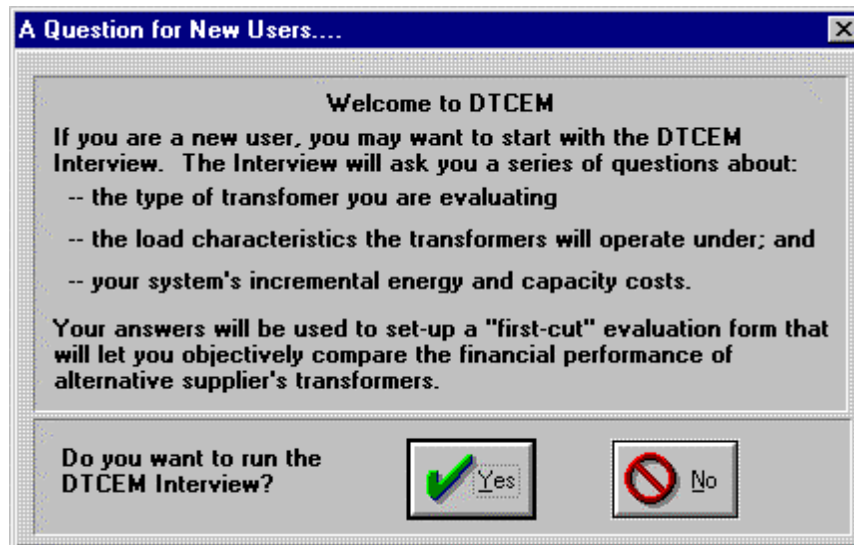 A Question for New Users....
Welcome to DTCEM
If you are a new user, you may want to start with the DTCEM
Interview.  The Interview will ask you a series of questions about:
-- the type of transfomer you are evaluating
-- the load characteristics the transformers will operate under; and
-- your system's incremental energy and capacity costs.
Your answers will be used to set-up a "first-cut" evaluation form that
will let you objectively compare the financial performance of
alternative supplier's transformers.
Do you want to run the
DTCEM Interview?
Yes
No